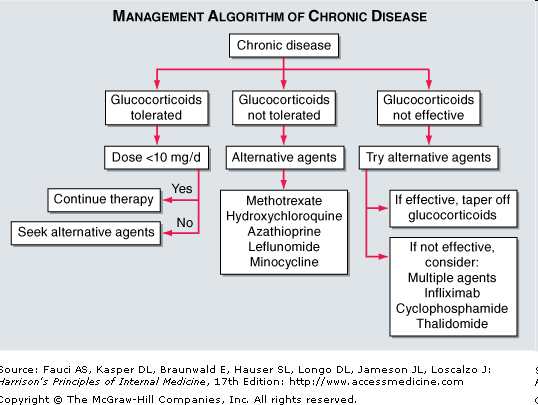 MANAGEMENT ALGORITHM OF CHRONIC DISEASE
Chronic disease
Glucocorticoids
tolerated
Glucocorticoids
not tolerated
Glucocorticoids
not effective
Dose <10 mg/d
Alternative agents
Try alternative agents
Yes
Continue therapy
No
Seek alternative agents
Methotrexate
Hydroxychloroquine
Azathioprine
Leflunomide
Minocycline
If effective, taper off
glucocorticoids
If not effective,
consider:
Multiple agents
Infliximab
Cyclophosphamide
Thalidomide
Source: Fauci AS, Kasper DL, Braunwald E, Hauser SL, Longo DL, Jameson JL, Loscalzo J:
Harrison's Principles of Internal Medicine, 17th Edition: http://www.accessmedicine.com
Copyright © The McGraw-Hill Companies, Inc. All rights reserved.